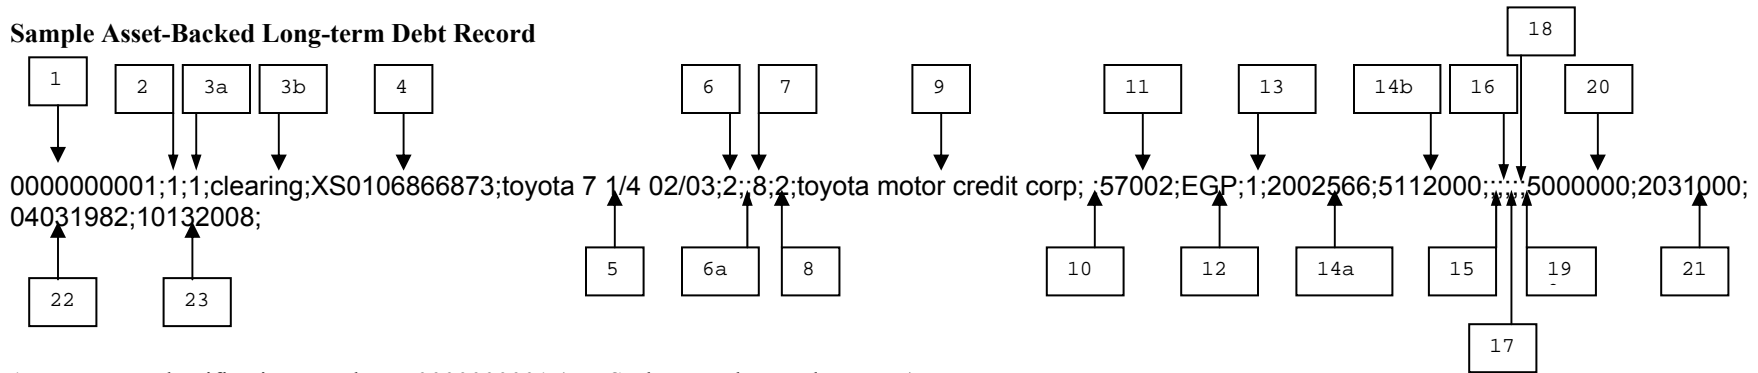 Sample Asset-Backed Long-term Debt Record
18
1 2 3a 3b 4 6 7 9 11 13 14b 16 20
0000000001;1;1;clearing;XS0106866873;toyota 7 1/4 02/03;2;;8;2;toyota motor credit corp; ;57002;EGP;1;2002566;5112000;;;;;;5000000;2031000;
04031982;10132008;
5 6a 8 10 12 14a 15 19 21
22 23
17